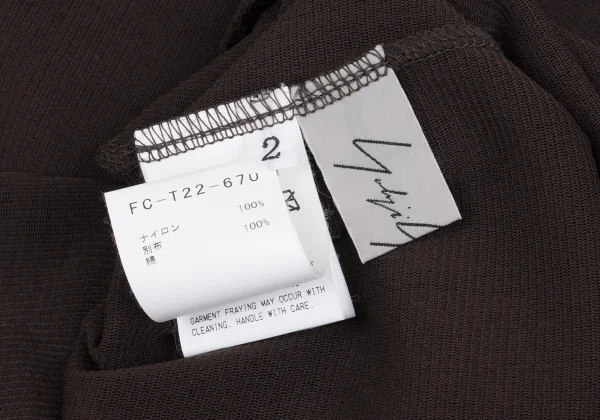 2
FC-T22-670
100%
ナイロン
100%
別布
綿
GARMENT FRAYING MAY OCCUR WITH
CLEANING. HANDLE WITH CARE.